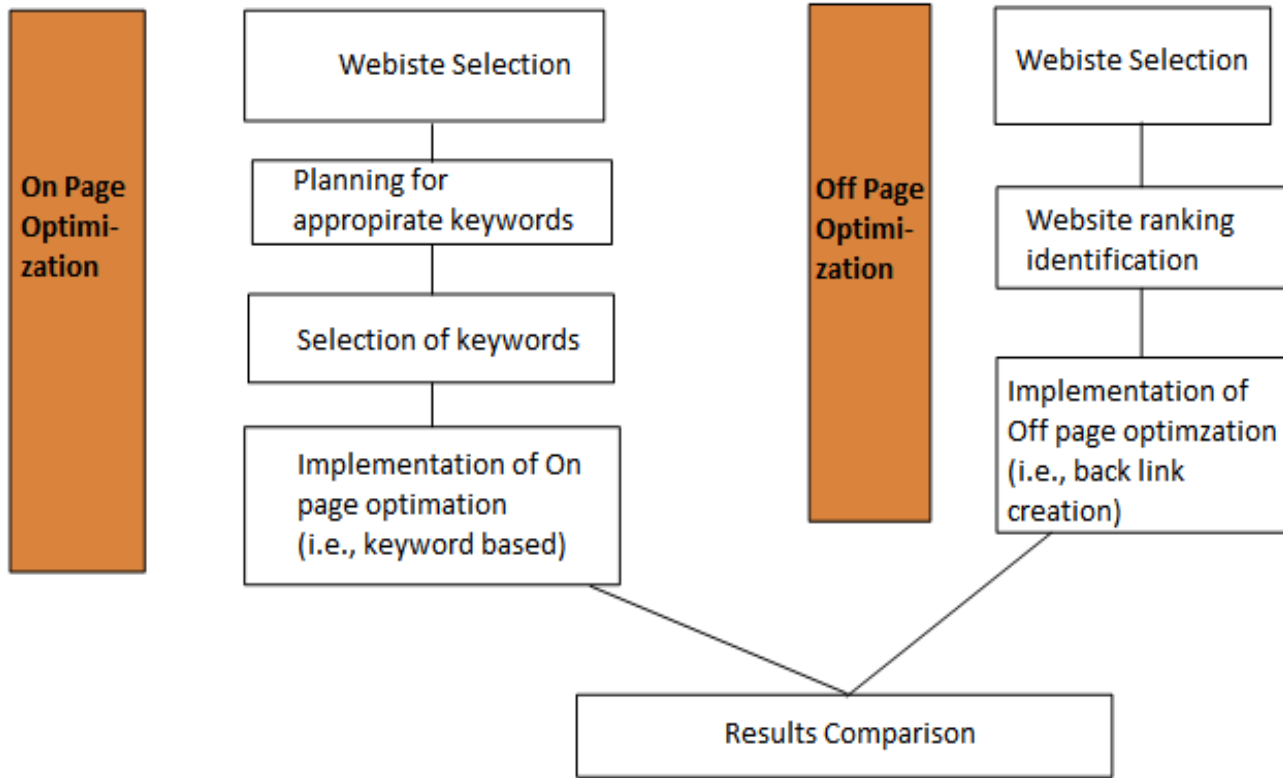 On Page
Optimi-
zation
Webiste Selection
Planning for
appropirate keywords
Selection of keywords
Implementation of On
page optimation
(i.e., keyword based)
Off Page
Optimi-
zation
Webiste Selection
Website ranking
identification
Implementation of
Off page optimzation
(i.e., back link
creation)
Results Comparison